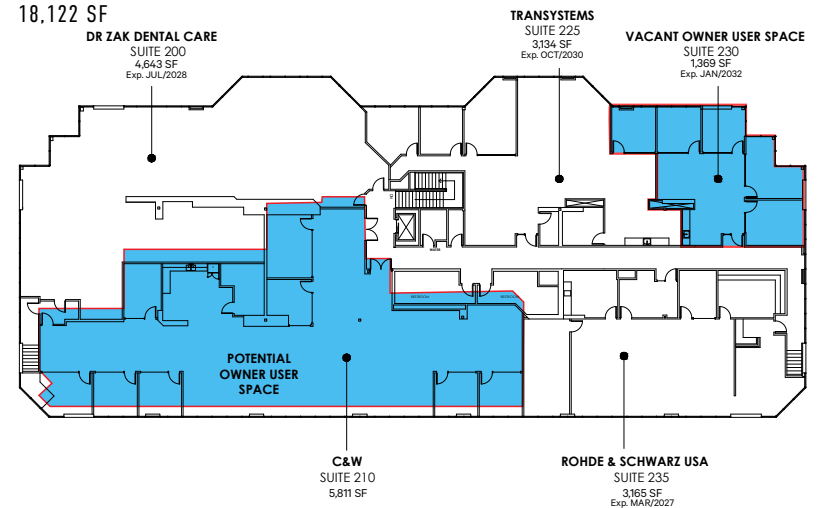 18,122 SF
DR ZAK DENTAL CARE
SUITE 200
4,643 SF
Exp. JUL/2028
TRANSYSTEMS
SUITE 225
3,134 SF
Exp. OCT/2030
VACANT OWNER USER SPACE
SUITE 230
1,369 SF
Exp. JAN/2032
POTENTIAL
OWNER USER
SPACE
C&W
SUITE 210
5,811 SF
ROHDE & SCHWARZ USA
SUITE 235
3,165 SF
Exp. MAR/2027